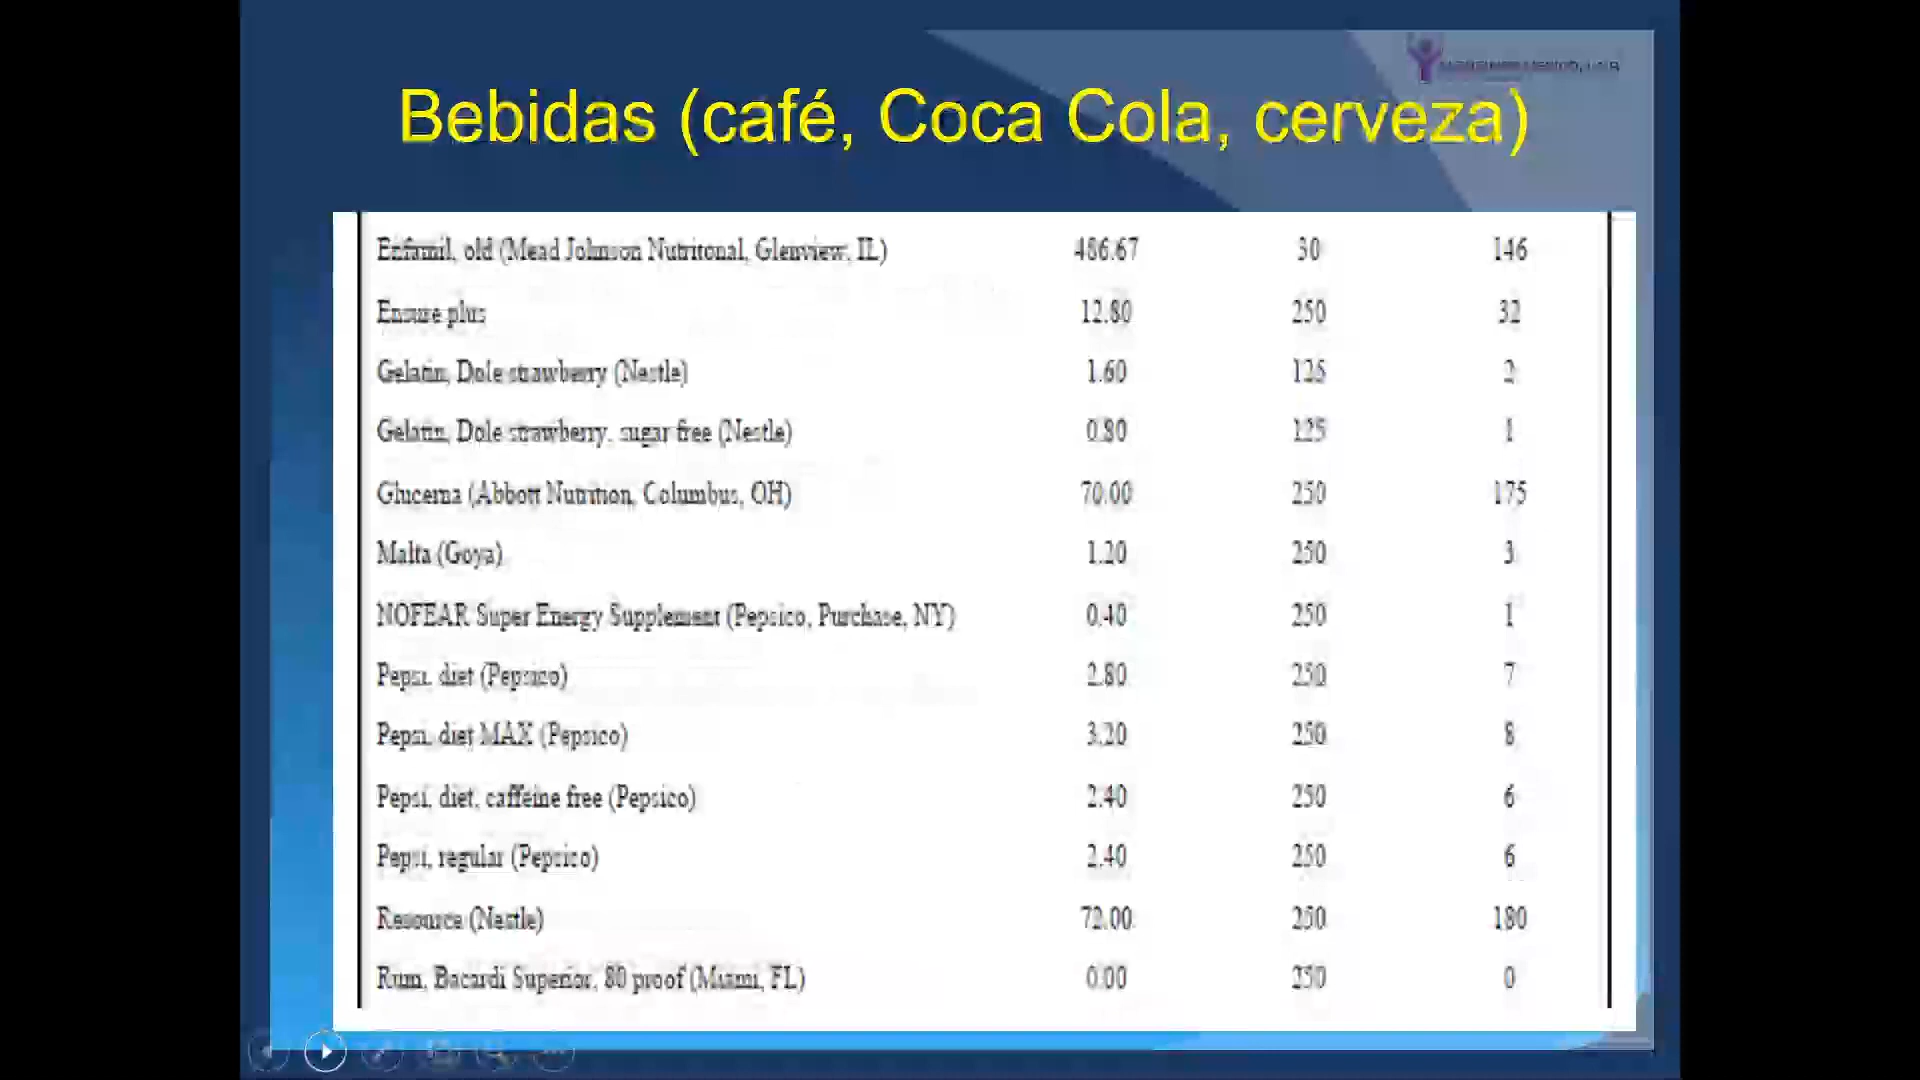 Bebidas (café, Coca Cola, cerveza)
Enfamil, old (Mead Johnson Nutritonal, Glenview, IL) 486.67 30 146
Ensure plus 12.80 250 32
Gelatin, Dole strawberry (Nestle) 1.60 125 2
Gelatin, Dole strawberry, sugar free (Nestle) 0.80 125 1
Glucerna (Abbott Nutrition, Columbus, OH) 70.00 250 175
Malta (Goya) 1.20 250 3
NOFEAR Super Energy Supplement (Pepsico, Purchase, NY) 0.40 250 1
Pepsi, diet (Pepsico) 2.80 250 7
Pepsi, diet MAX (Pepsico) 3.20 250 8
Pepsi, diet, caffeine free (Pepsico) 2.40 250 6
Pepsi, regular (Pepsico) 2.40 250 6
Resource (Nestle) 72.00 250 180
Rum, Bacardi Superior, 80 proof (Miami, FL) 0.00 250 0